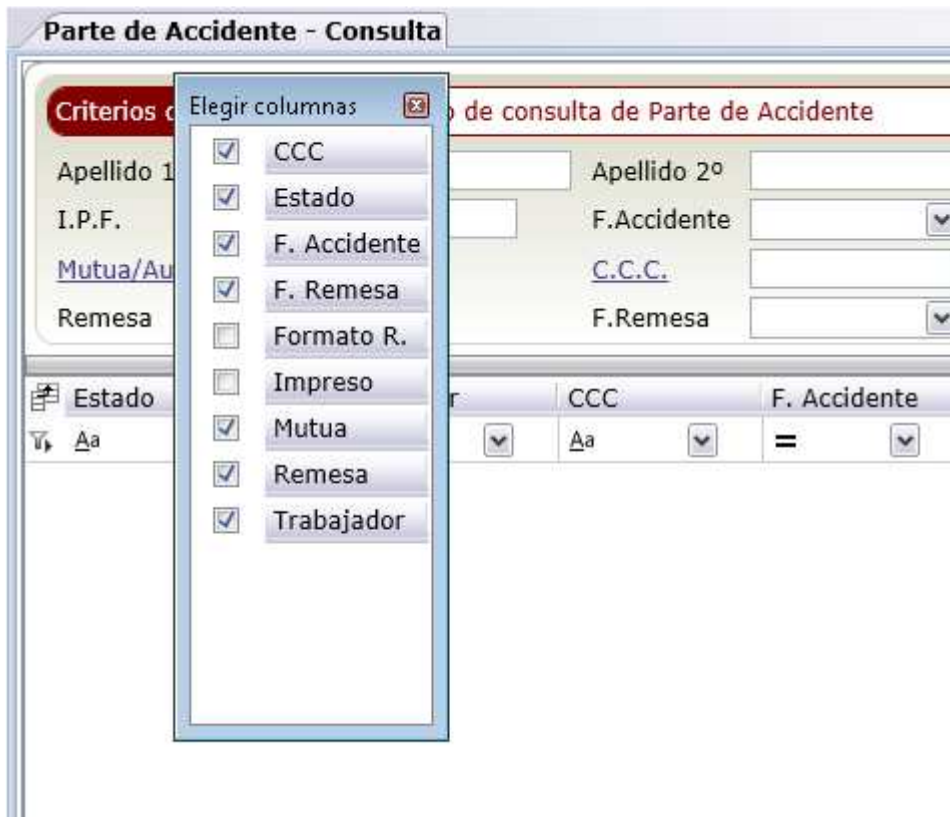 Parte de Accidente - Consulta
Elegir columnas
Criterios de consulta de Parte de Accidente
CCC
Apellido 1 Apellido 2º
Estado
I.P.F. F.Accidente
F. Accidente
Mutua/Au C.C.C.
F. Remesa
Remesa F.Remesa
Formato R.
Impreso
Estado CCC F. Accidente
Mutua
Aa Aa =
Remesa
Trabajador